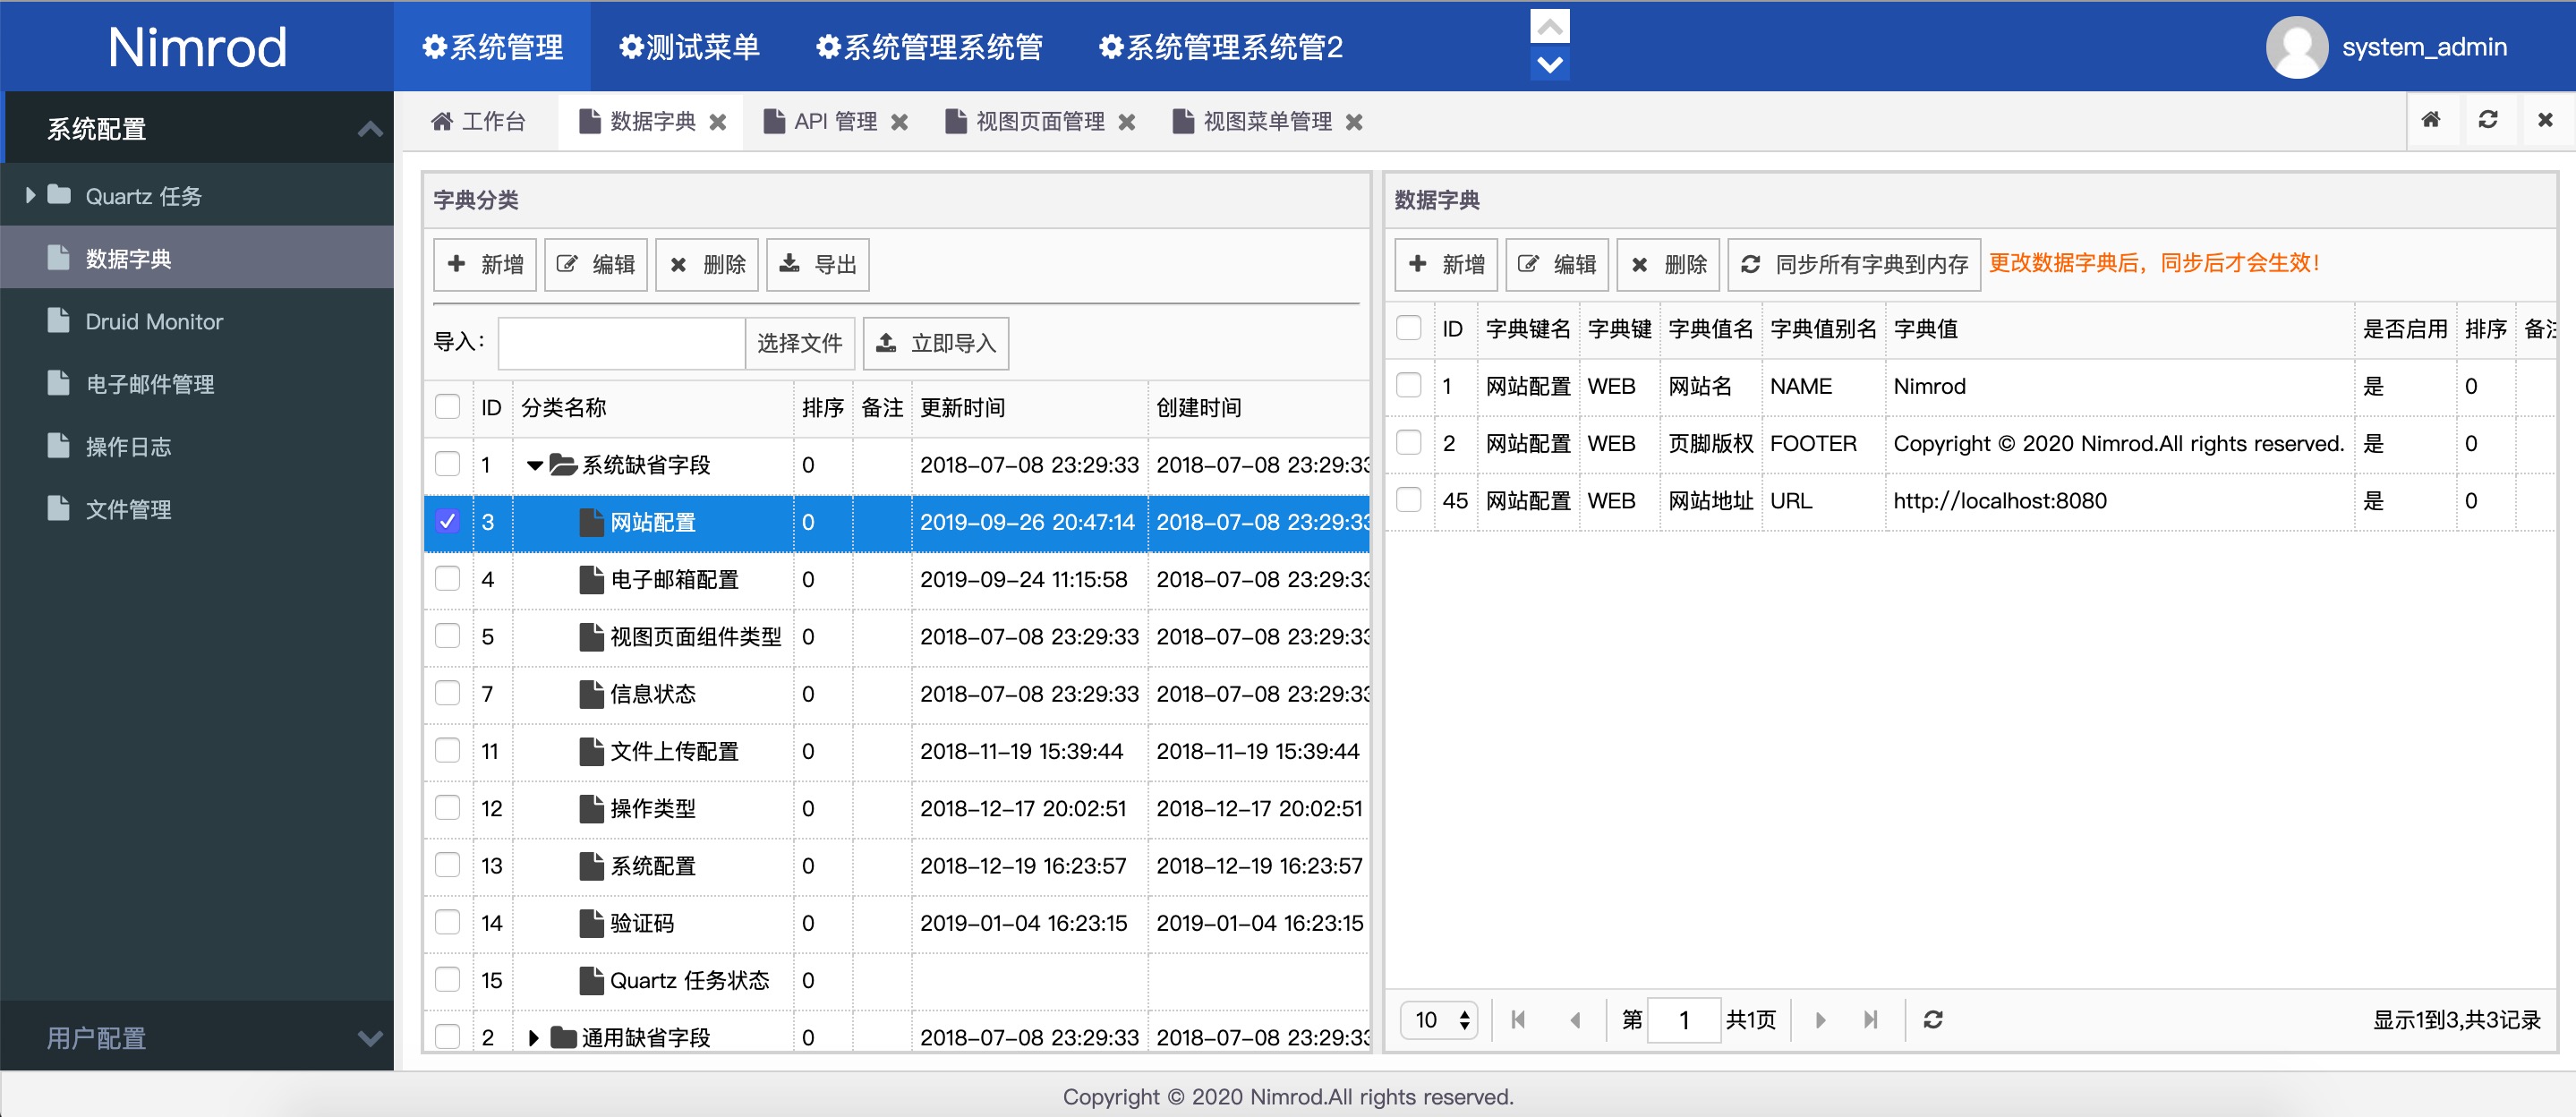 Nimrod 系统管理 测试菜单 系统管理系统管 系统管理系统管2 system_admin
系统配置
Quartz 任务
数据字典
Druid Monitor
电子邮件管理
操作日志
文件管理
用户配置
工作台 数据字典 API 管理 视图页面管理 视图菜单管理
字典分类
新增 编辑 删除 导出
导入： 选择文件 立即导入
ID 分类名称 排序 备注 更新时间 创建时间
1 系统缺省字段 0 2018-07-08 23:29:33 2018-07-08 23:29:33
3 网站配置 0 2019-09-26 20:47:14 2018-07-08 23:29:33
4 电子邮箱配置 0 2019-09-24 11:15:58 2018-07-08 23:29:33
5 视图页面组件类型 0 2018-07-08 23:29:33 2018-07-08 23:29:33
7 信息状态 0 2018-07-08 23:29:33 2018-07-08 23:29:33
11 文件上传配置 0 2018-11-19 15:39:44 2018-11-19 15:39:44
12 操作类型 0 2018-12-17 20:02:51 2018-12-17 20:02:51
13 系统配置 0 2018-12-19 16:23:57 2018-12-19 16:23:57
14 验证码 0 2019-01-04 16:23:15 2019-01-04 16:23:15
15 Quartz 任务状态 0
2 通用缺省字段 0 2018-07-08 23:29:33 2018-07-08 23:29:33
数据字典
新增 编辑 删除 同步所有字典到内存 更改数据字典后，同步后才会生效！
ID 字典键名 字典键 字典值名 字典值别名 字典值 是否启用 排序 备注
1 网站配置 WEB 网站名 NAME Nimrod 是 0
2 网站配置 WEB 页脚版权 FOOTER Copyright © 2020 Nimrod.All rights reserved. 是 0
45 网站配置 WEB 网站地址 URL http://localhost:8080 是 0
10 第 1 共1页 显示1到3,共3记录
Copyright © 2020 Nimrod.All rights reserved.